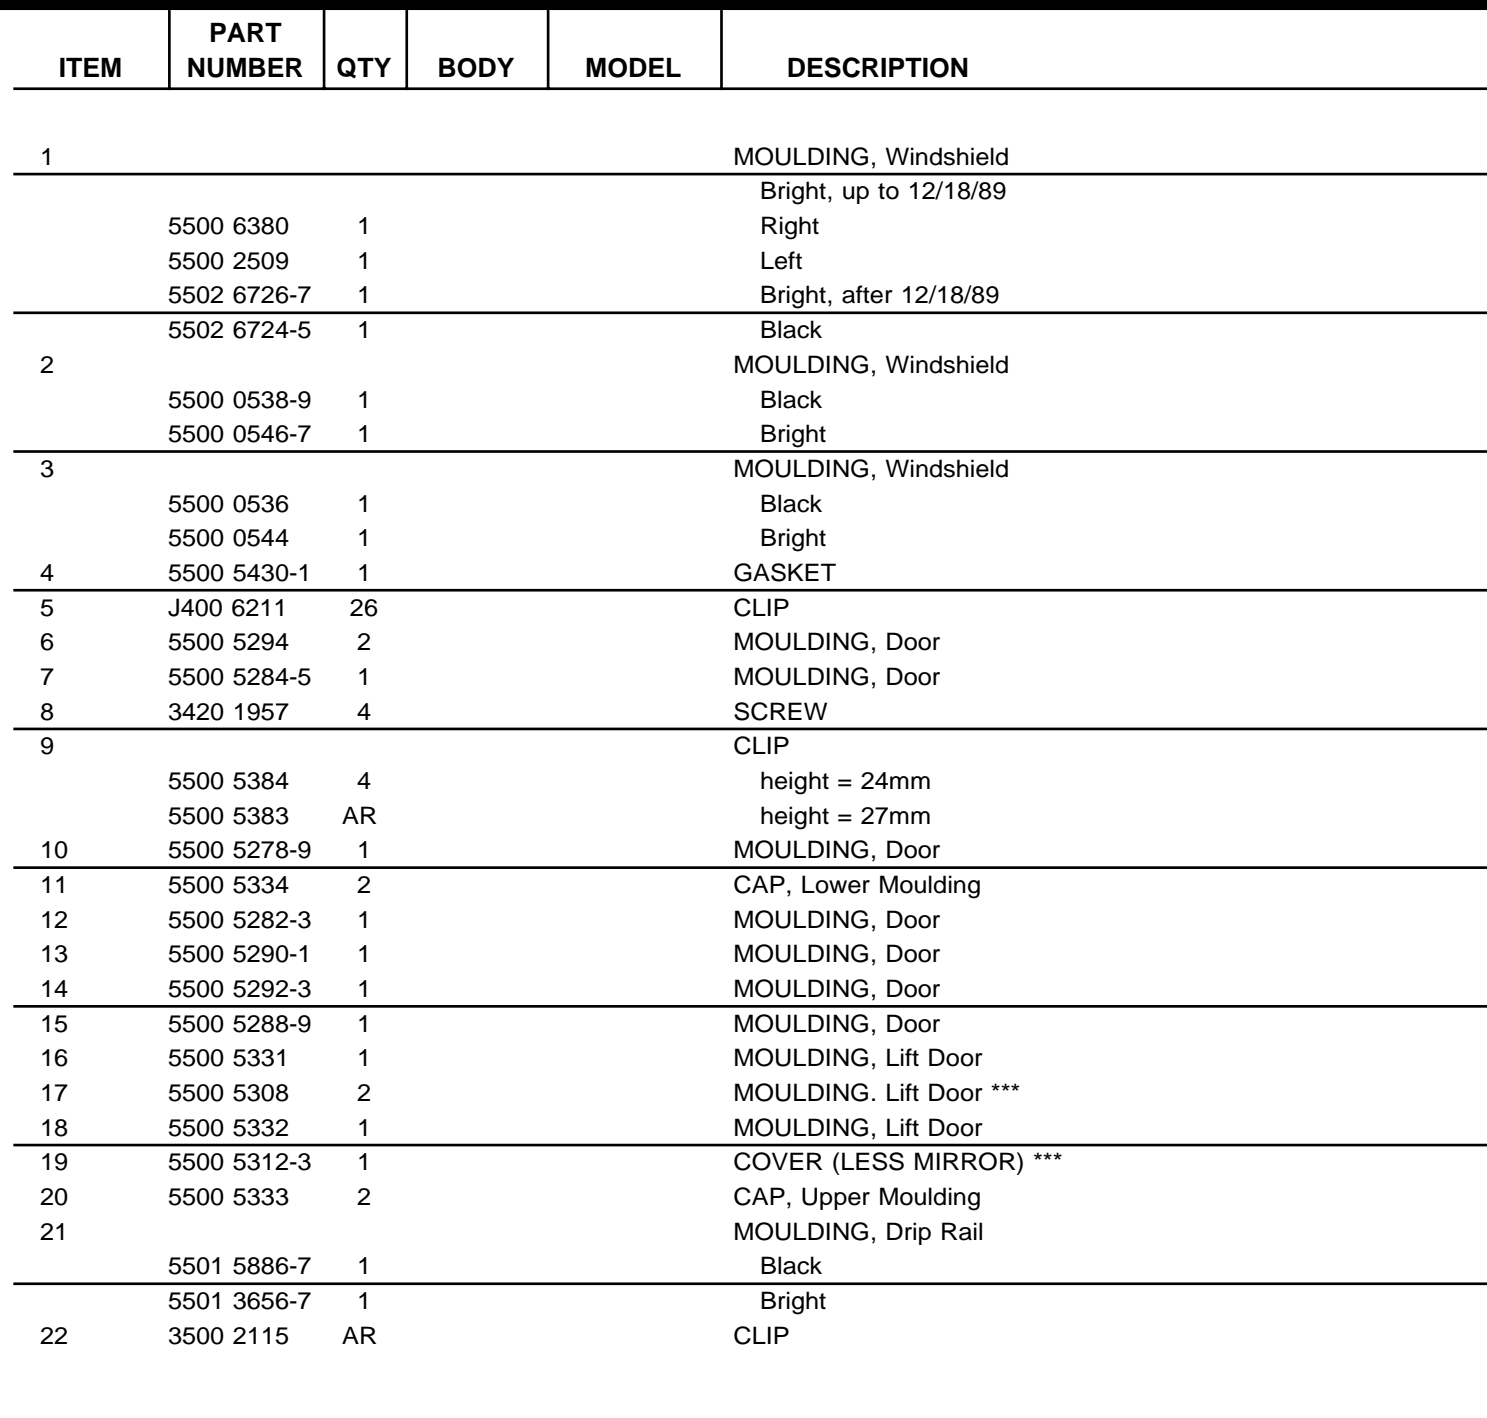 PART
ITEM NUMBER QTY BODY MODEL DESCRIPTION
1 MOULDING, Windshield
Bright, up to 12/18/89
5500 6380 1 Right
5500 2509 1 Left
5502 6726-7 1 Bright, after 12/18/89
5502 6724-5 1 Black
2 MOULDING, Windshield
5500 0538-9 1 Black
5500 0546-7 1 Bright
3 MOULDING, Windshield
5500 0536 1 Black
5500 0544 1 Bright
4 5500 5430-1 1 GASKET
5 J400 6211 26 CLIP
6 5500 5294 2 MOULDING, Door
7 5500 5284-5 1 MOULDING, Door
8 3420 1957 4 SCREW
9 CLIP
5500 5384 4 height = 24mm
5500 5383 AR height = 27mm
10 5500 5278-9 1 MOULDING, Door
11 5500 5334 2 CAP, Lower Moulding
12 5500 5282-3 1 MOULDING, Door
13 5500 5290-1 1 MOULDING, Door
14 5500 5292-3 1 MOULDING, Door
15 5500 5288-9 1 MOULDING, Door
16 5500 5331 1 MOULDING, Lift Door
17 5500 5308 2 MOULDING. Lift Door ***
18 5500 5332 1 MOULDING, Lift Door
19 5500 5312-3 1 COVER (LESS MIRROR) ***
20 5500 5333 2 CAP, Upper Moulding
21 MOULDING, Drip Rail
5501 5886-7 1 Black
5501 3656-7 1 Bright
22 3500 2115 AR CLIP